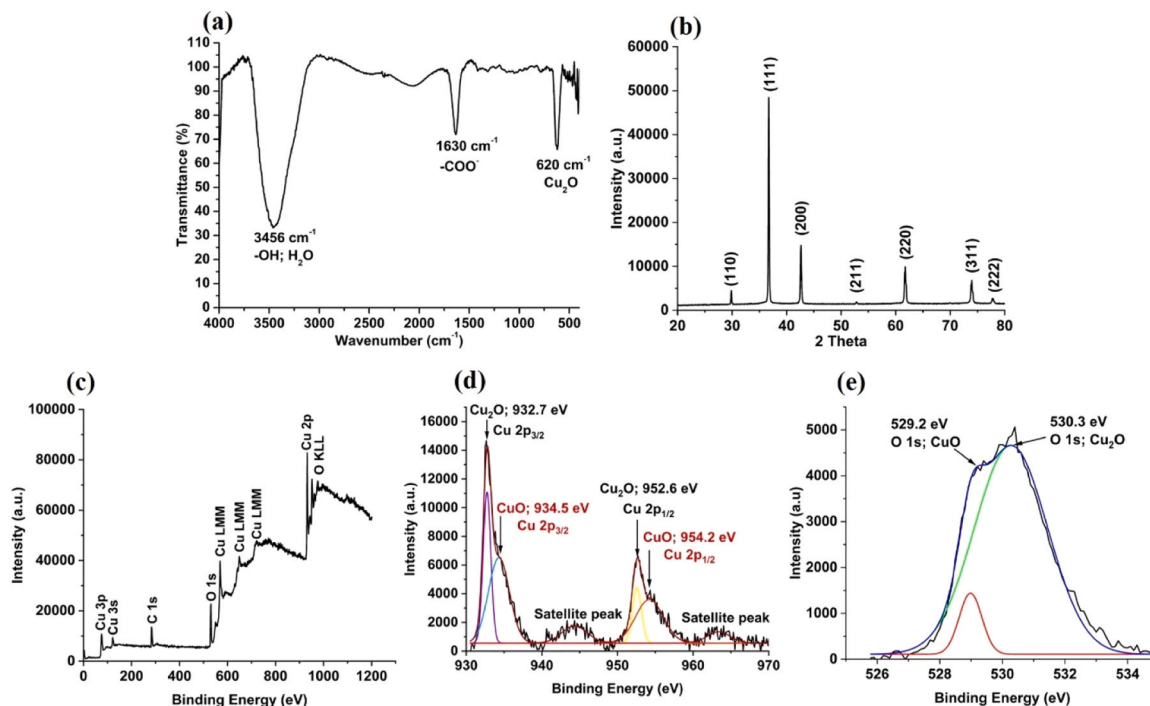 (a)
110
100
90
80
70
60
50
40
30
20
10
0
Transmittance (%)
3456 cm⁻¹
-OH; H₂O
1630 cm⁻¹
-COO⁻
620 cm⁻¹
Cu₂O
4000 3500 3000 2500 2000 1500 1000 500
Wavenumber (cm⁻¹)
(b)
60000
50000
40000
30000
20000
10000
0
Intensity (a.u.)
(110)
(111)
(200)
(211)
(220)
(311)
(222)
20 30 40 50 60 70 80
2 Theta
(c)
100000
80000
60000
40000
20000
0
Intensity (a.u.)
Cu 3p
Cu 3s
C 1s
O 1s
Cu LMM
Cu LMM
Cu LMM
Cu 2p
O KLL
0 200 400 600 800 1000 1200
Binding Energy (eV)
(d)
16000
14000
12000
10000
8000
6000
4000
2000
0
Intensity (a.u.)
Cu₂O; 932.7 eV
Cu 2p₃/₂
CuO; 934.5 eV
Cu 2p₃/₂
Cu₂O; 952.6 eV
Cu 2p₁/₂
CuO; 954.2 eV
Cu 2p₁/₂
Satellite peak
Satellite peak
930 940 950 960 970
Binding Energy (eV)
(e)
5000
4000
3000
2000
1000
0
Intensity (a.u)
529.2 eV
O 1s; CuO
530.3 eV
O 1s; Cu₂O
526 528 530 532 534
Binding Energy (eV)